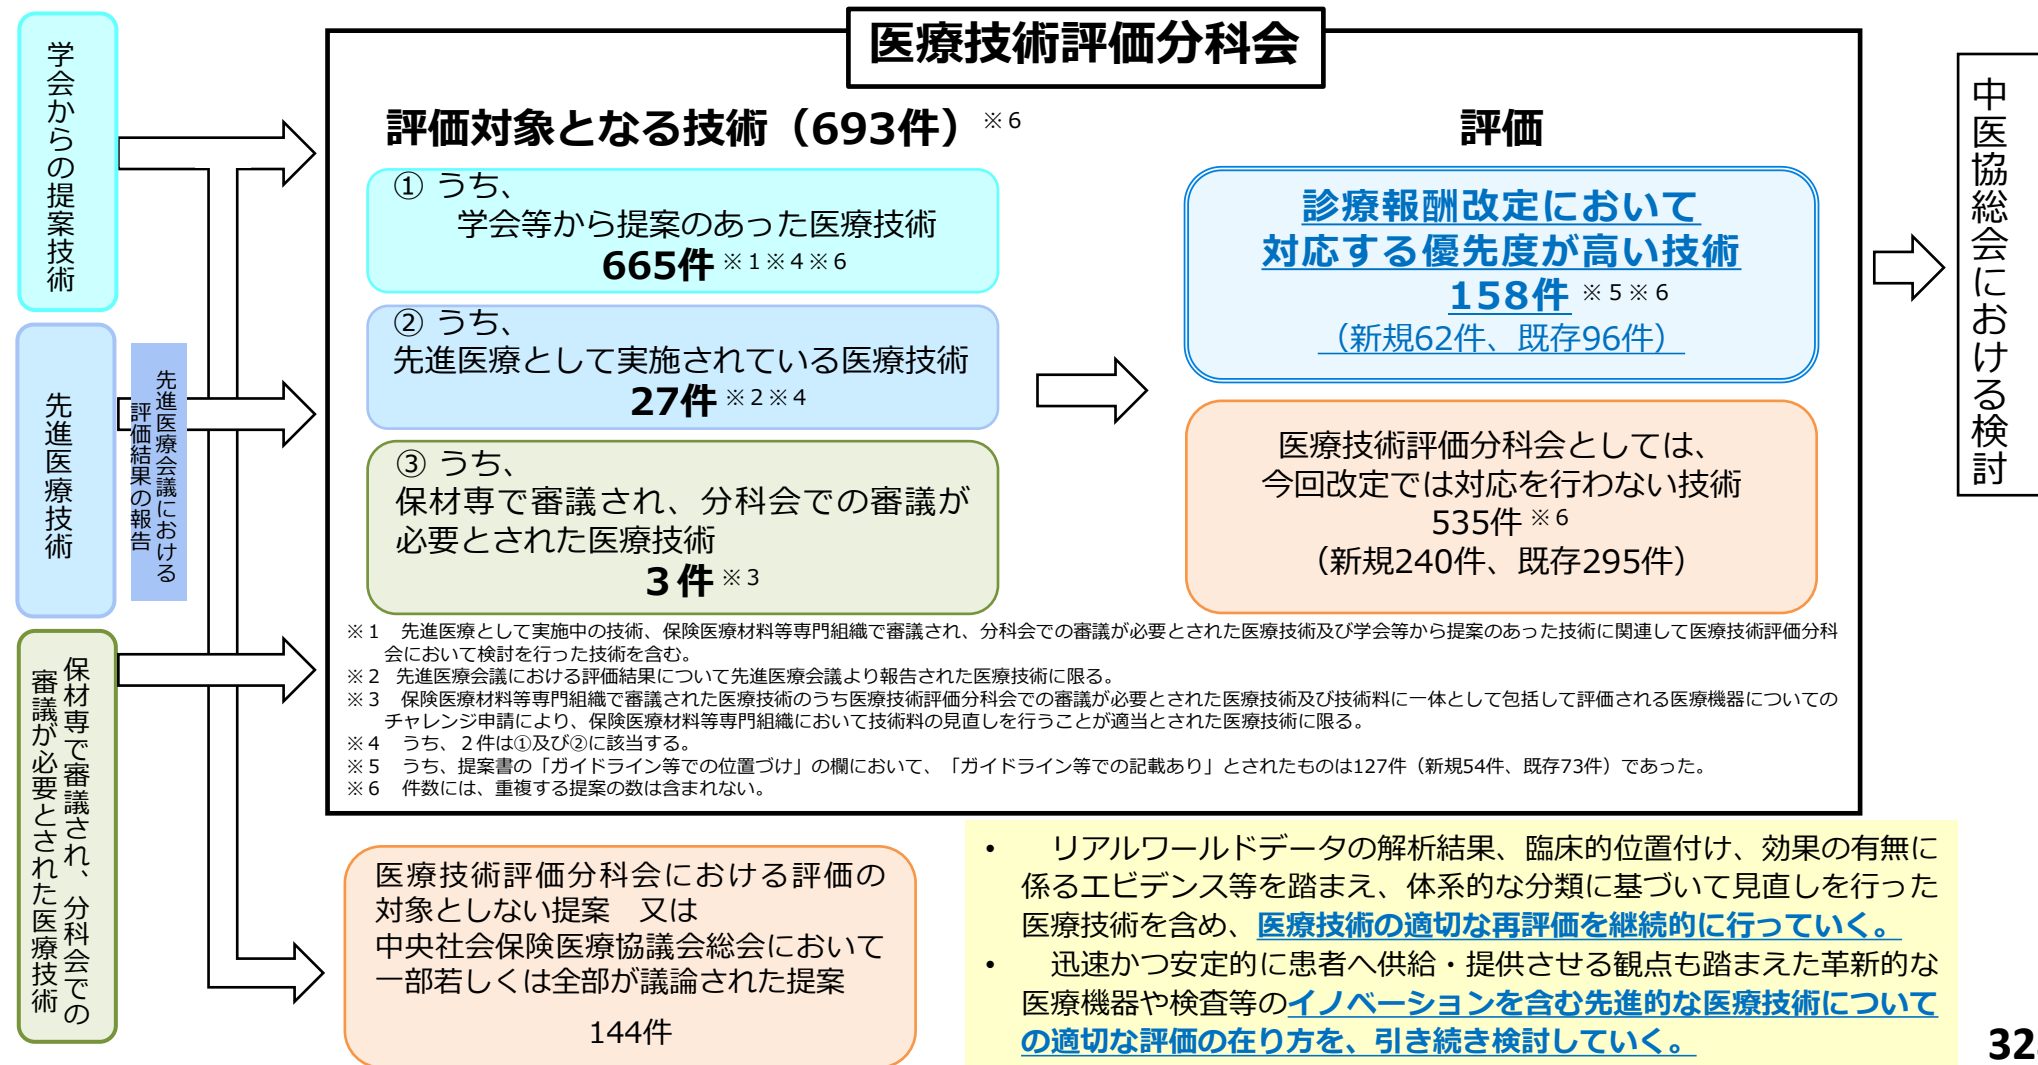 医療技術評価分科会
学会からの提案技術
先進医療技術
先進医療会議における
評価結果の報告
保材専で審議され、分科会での
審議が必要とされた医療技術
評価対象となる技術（693件）※６
① うち、
学会等から提案のあった医療技術
665件 ※１※４※６
② うち、
先進医療として実施されている医療技術
27件 ※２※４
③ うち、
保材専で審議され、分科会での審議が
必要とされた医療技術
３件 ※３
評価
診療報酬改定において
対応する優先度が高い技術
158件 ※５※６
（新規62件、既存96件）
医療技術評価分科会としては、
今回改定では対応を行わない技術
535件 ※６
（新規240件、既存295件）
中医協総会における検討
※１　先進医療として実施中の技術、保険医療材料等専門組織で審議され、分科会での審議が必要とされた医療技術及び学会等から提案のあった技術に関連して医療技術評価分科
会において検討を行った技術を含む。
※２　先進医療会議における評価結果について先進医療会議より報告された医療技術に限る。
※３　保険医療材料等専門組織で審議された医療技術のうち医療技術評価分科会での審議が必要とされた医療技術及び技術料に一体として包括して評価される医療機器についての
チャレンジ申請により、保険医療材料等専門組織において技術料の見直しを行うことが適当とされた医療技術に限る。
※４　うち、２件は①及び②に該当する。
※５　うち、提案書の「ガイドライン等での位置づけ」の欄において、「ガイドライン等での記載あり」とされたものは127件（新規54件、既存73件）であった。
※６　件数には、重複する提案の数は含まれない。
医療技術評価分科会における評価の
対象としない提案　又は
中央社会保険医療協議会総会において
一部若しくは全部が議論された提案
144件
• リアルワールドデータの解析結果、臨床的位置付け、効果の有無に
係るエビデンス等を踏まえ、体系的な分類に基づいて見直しを行った
医療技術を含め、医療技術の適切な再評価を継続的に行っていく。
• 迅速かつ安定的に患者へ供給・提供させる観点も踏まえた革新的な
医療機器や検査等のイノベーションを含む先進的な医療技術について
の適切な評価の在り方を、引き続き検討していく。